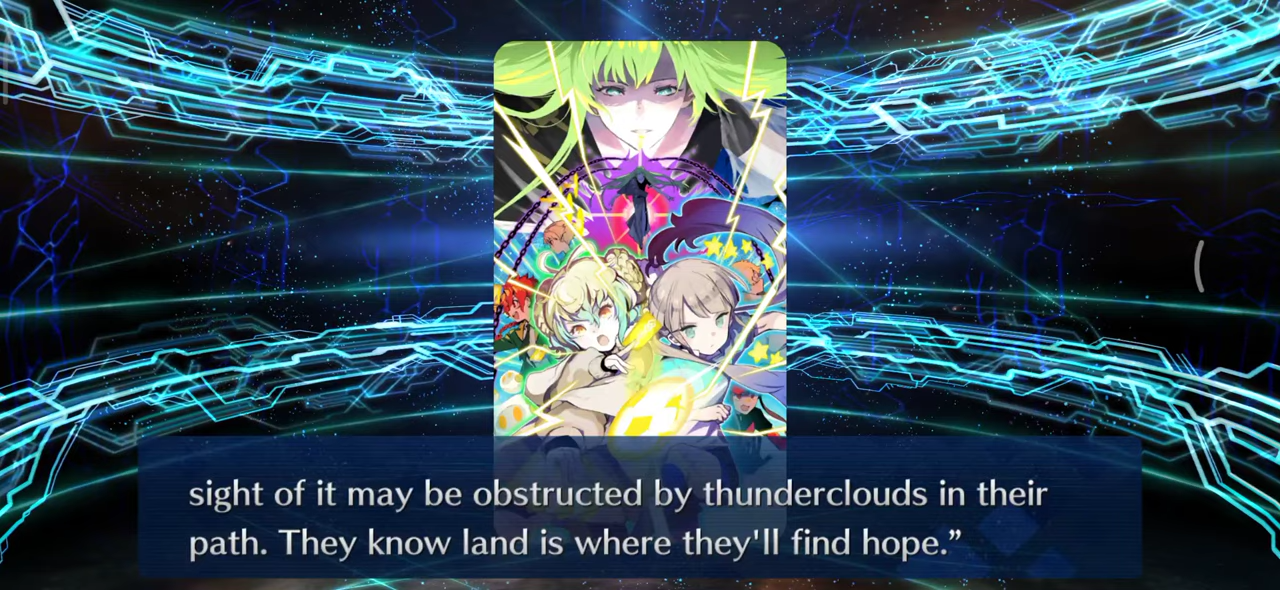 sight of it may be obstructed by thunderclouds in their
path. They know land is where they'll find hope.”